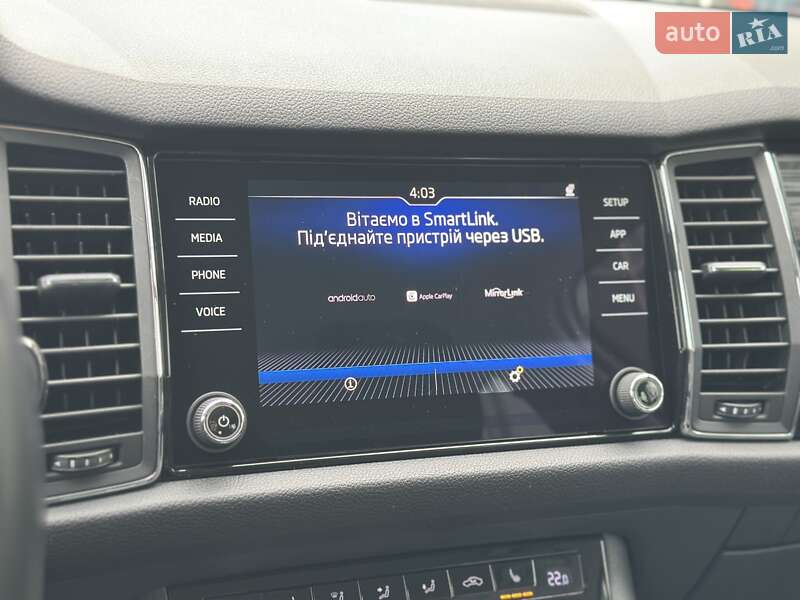 auto RIA
.com
4:03
RADIO
MEDIA
PHONE
VOICE
SETUP
APP
CAR
MENU
Вітаємо в SmartLink.
Під’єднайте пристрій через USB.
androidauto
Apple CarPlay
MirrorLink
22.0